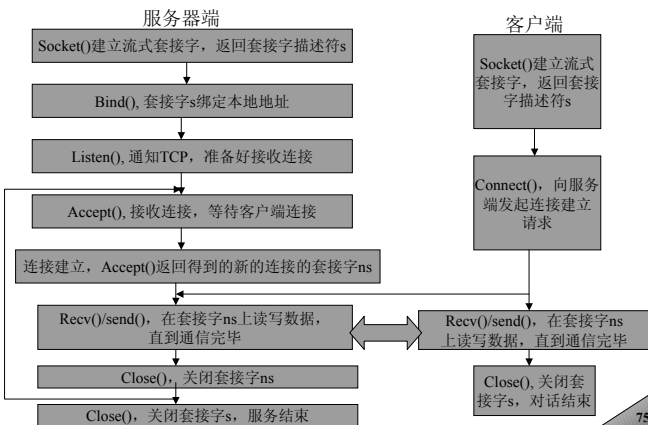 服务器端
Socket()建立流式套接字，返回套接字描述符s
Bind(), 套接字s绑定本地地址
Listen(), 通知TCP，准备好接收连接
Accept(), 接收连接，等待客户端连接
连接建立，Accept()返回得到的新的连接的套接字ns
Recv()/send()，在套接字ns上读写数据，
直到通信完毕
Close()，关闭套接字ns
Close()，关闭套接字s，服务结束
客户端
Socket()建立流式
套接字，返回套接
字描述符s
Connect()，向服务
端发起连接建立
请求
Recv()/send()，在套接字ns
上读写数据，直到通信完毕
Close(), 关闭套
接字s，对话结束
75